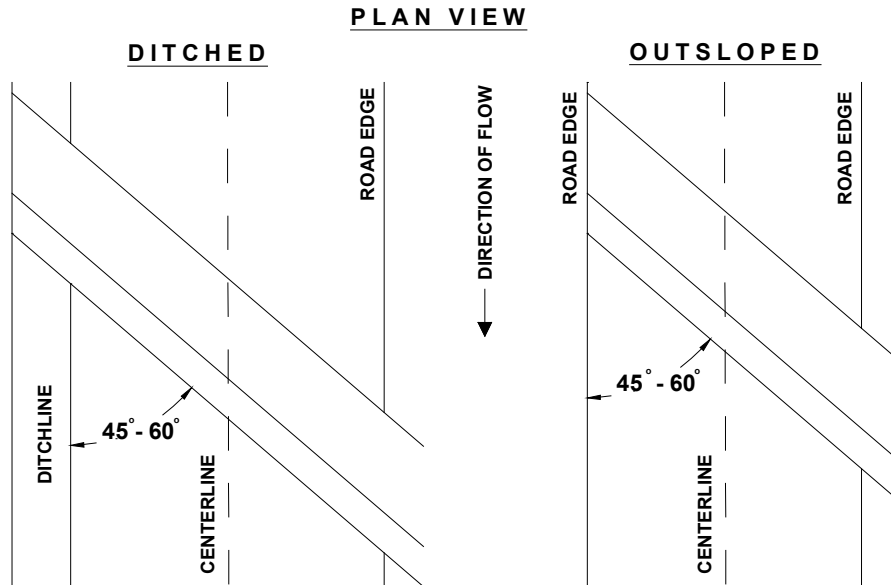 PLAN VIEW
DITCHED
OUTSLOPED
ROAD EDGE
DIRECTION OF FLOW
ROAD EDGE
ROAD EDGE
45° - 60°
45° - 60°
DITCHLINE
CENTERLINE
CENTERLINE